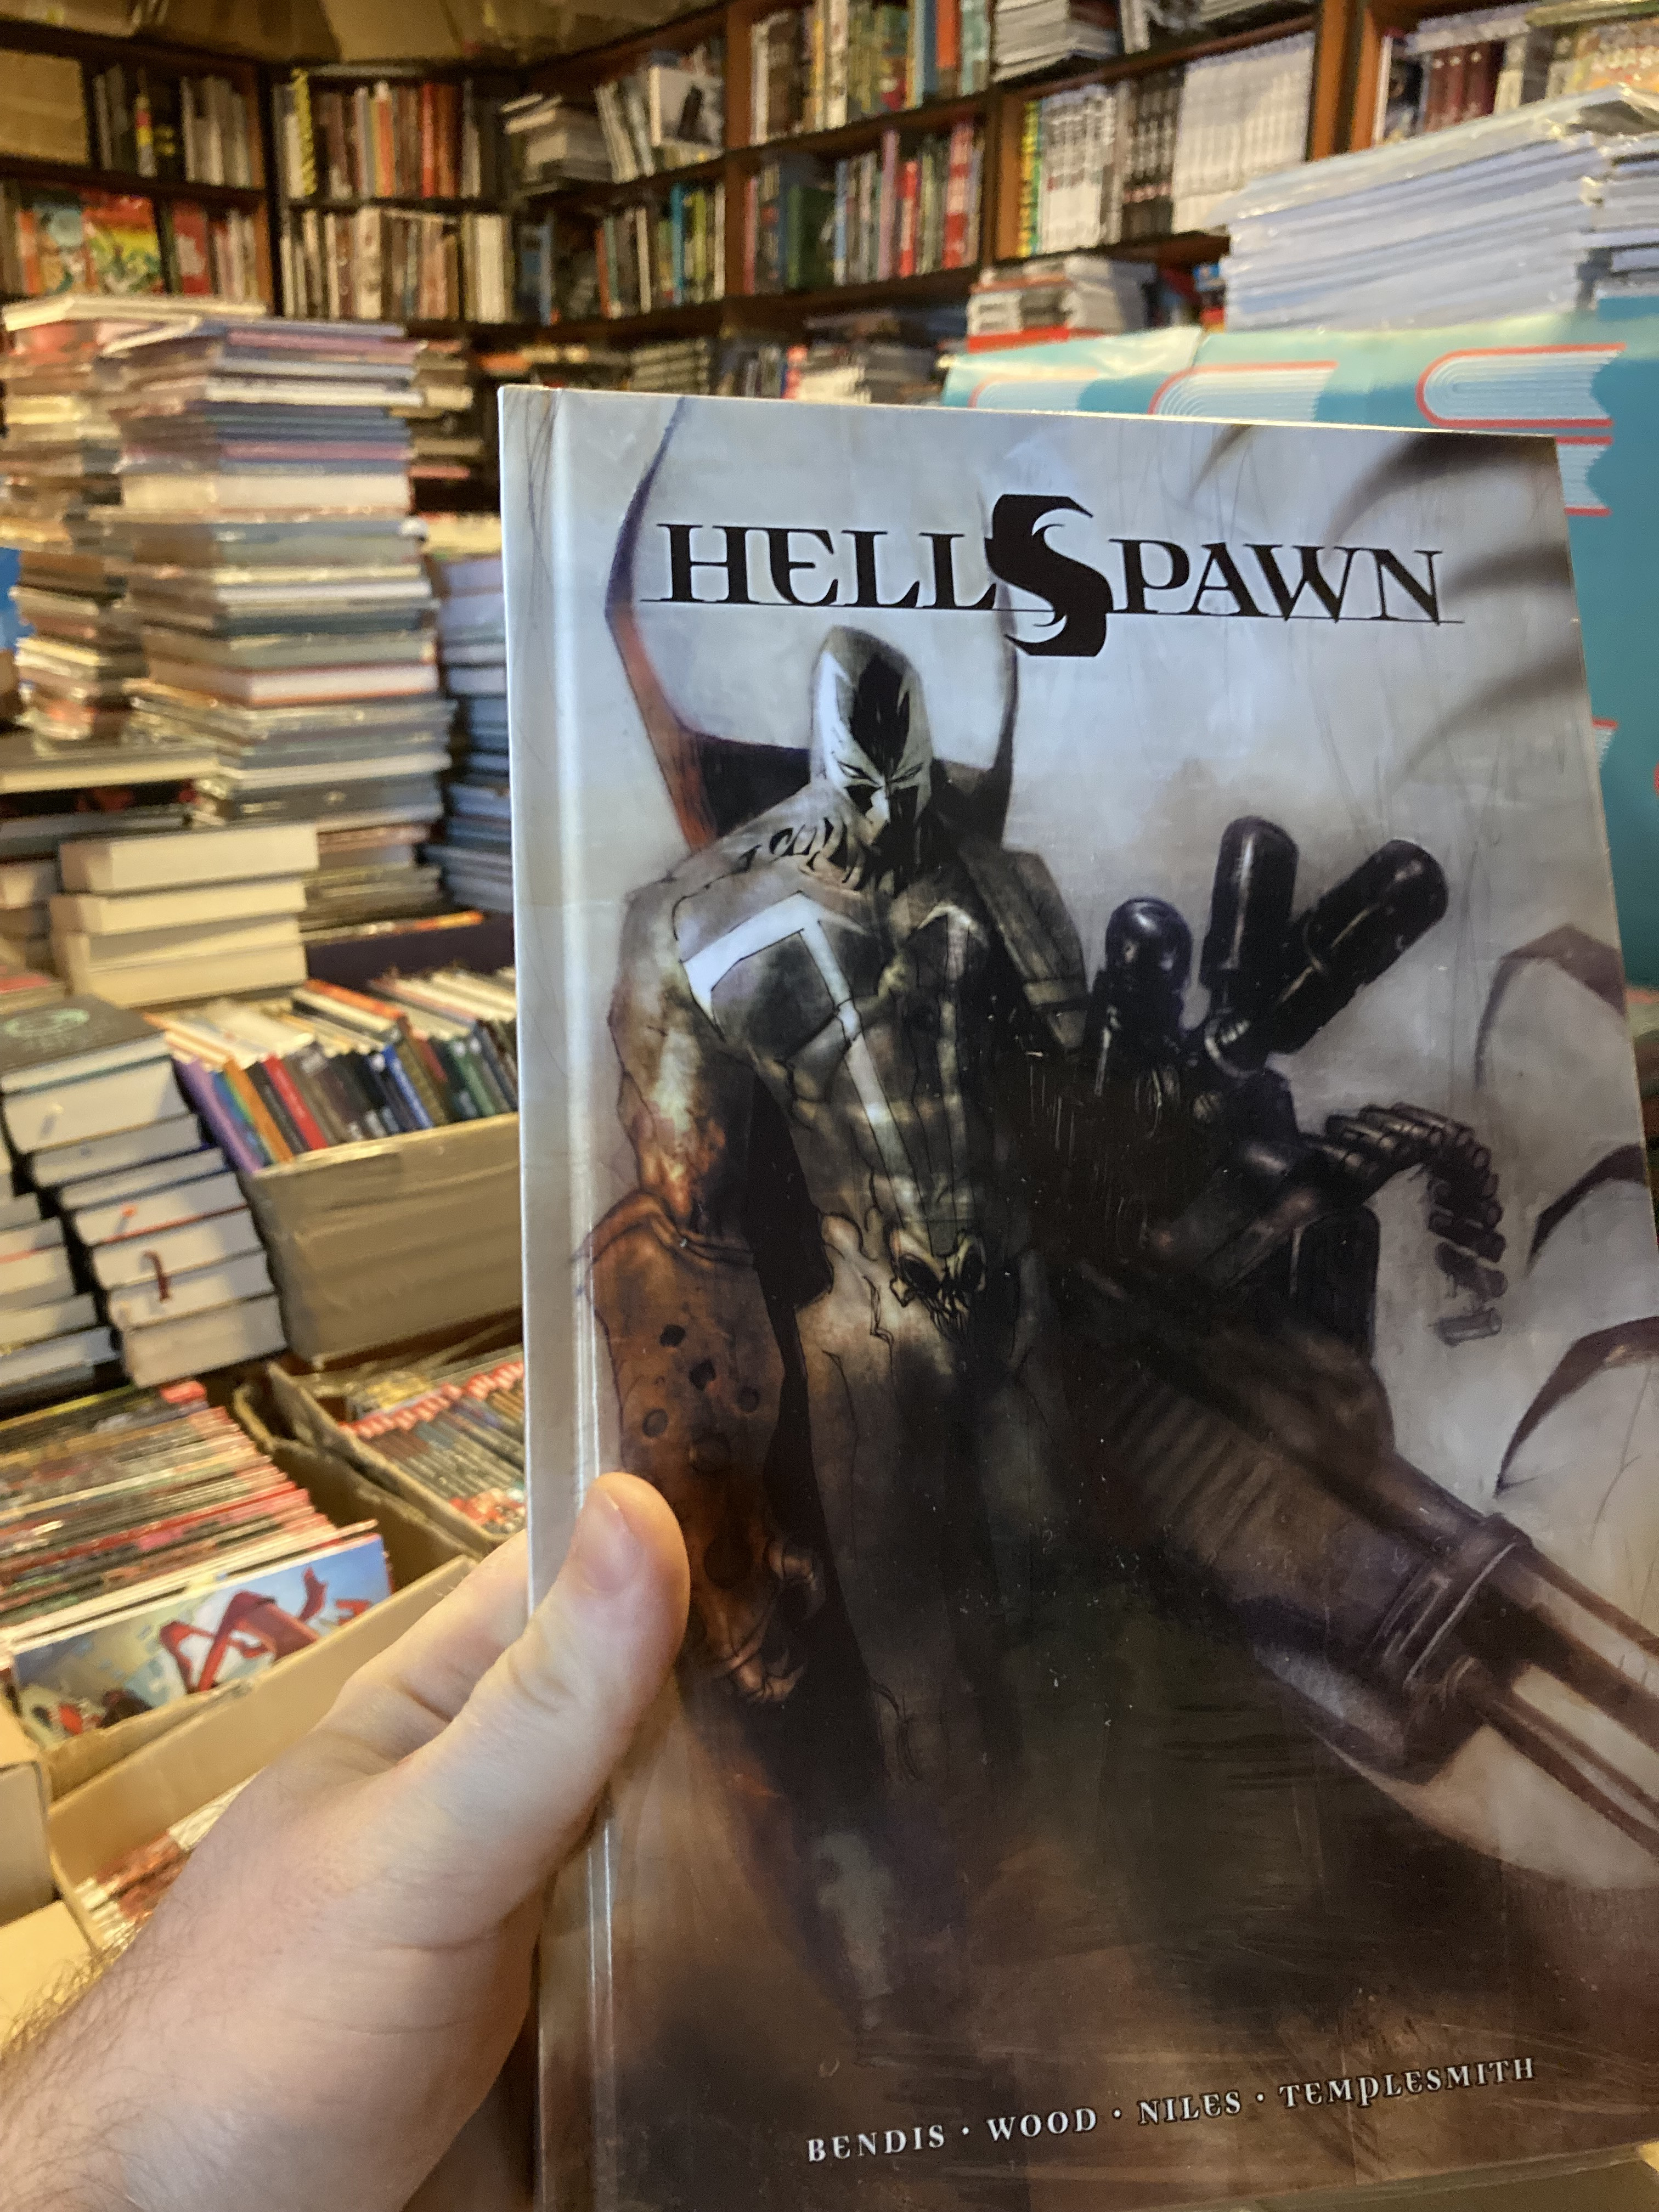 HELLSPAWN
BENDIS · WOOD · NILES · TEMPLESMITH